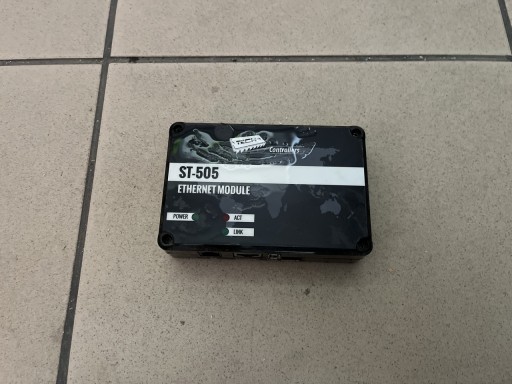 TECH
Controllers
ST-505
ETHERNET MODULE
POWER
ACT
LINK